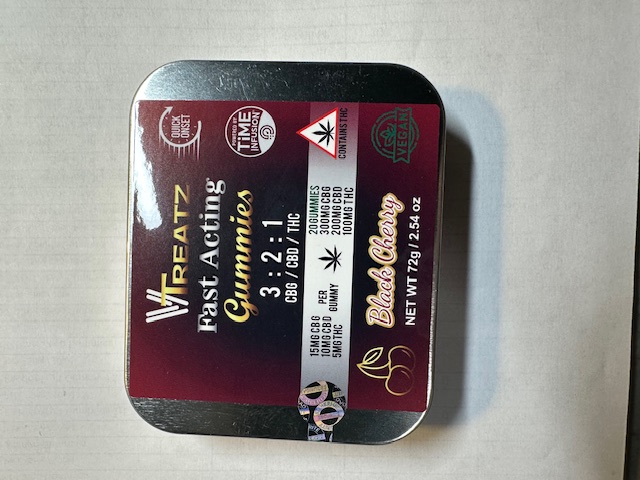 VTREATZ
QUICK
ONSET
Fast Acting
Gummies
POWERED BY
TiME
INFUSION
3:2:1
CBG / CBD / THC
15MG CBG
10MG CBD
5MG THC
PER
GUMMY
20GUMMIES
300MG CBG
200MG CBD
100MG THC
CONTAINS THC
Black Cherry
NET WT 72g / 2.54 oz
VEGAN